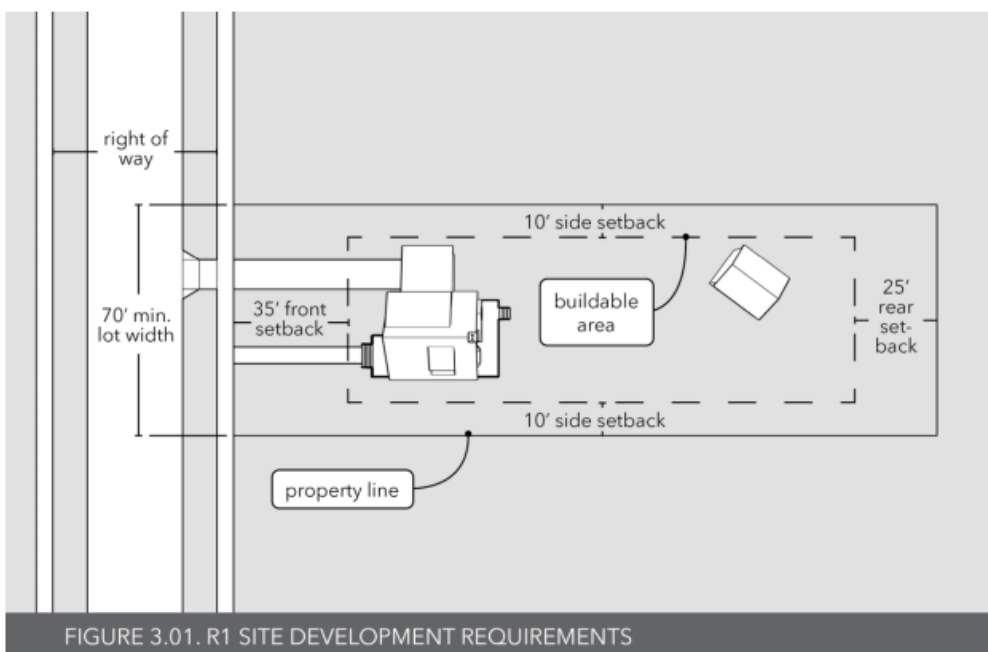 right of
way
10' side setback
70' min.
lot width
35' front
setback
buildable
area
25'
rear
set-
back
10' side setback
property line
FIGURE 3.01. R1 SITE DEVELOPMENT REQUIREMENTS